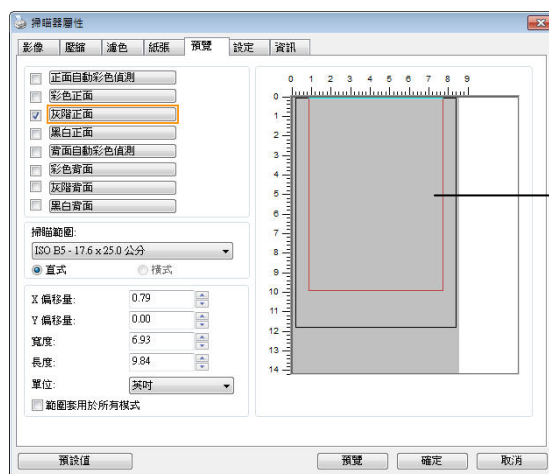 掃瞄器屬性
影像 壓縮 濾色 紙張 預覽 設定 資訊
正面自動彩色偵測
彩色正面
灰階正面
黑白正面
背面自動彩色偵測
彩色背面
灰階背面
黑白背面
掃瞄範圍:
ISO B5 - 17.6 x 25.0 公分
直式 橫式
X 偏移量: 0.79
Y 偏移量: 0.00
寬度: 6.93
長度: 9.84
單位: 英吋
範圍套用於所有模式
0 1 2 3 4 5 6 7 8 9
0
1
2
3
4
5
6
7
8
9
10
11
12
13
14
預設值 預覽 確定 取消